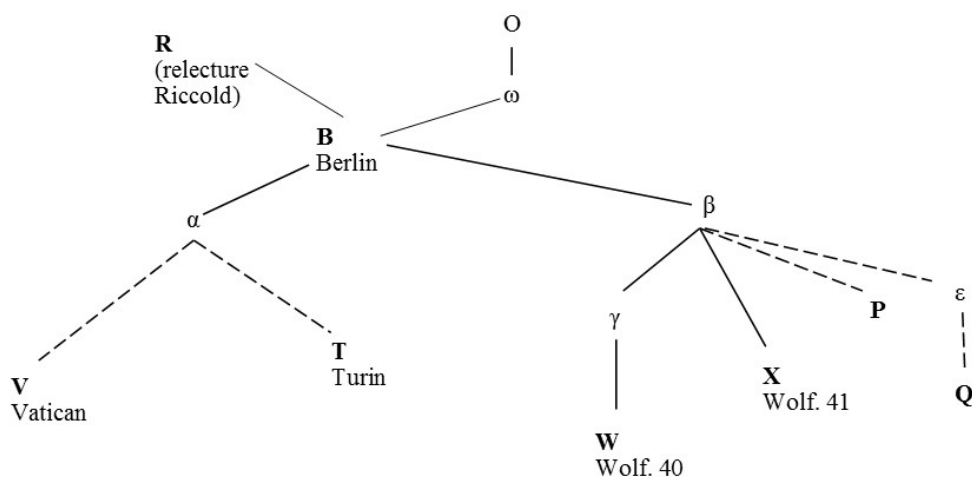 O
R
(relecture
Riccold)
ω
B
Berlin
α
β
γ
ε
P
T
Turin
V
Vatican
X
Wolf. 41
Q
W
Wolf. 40